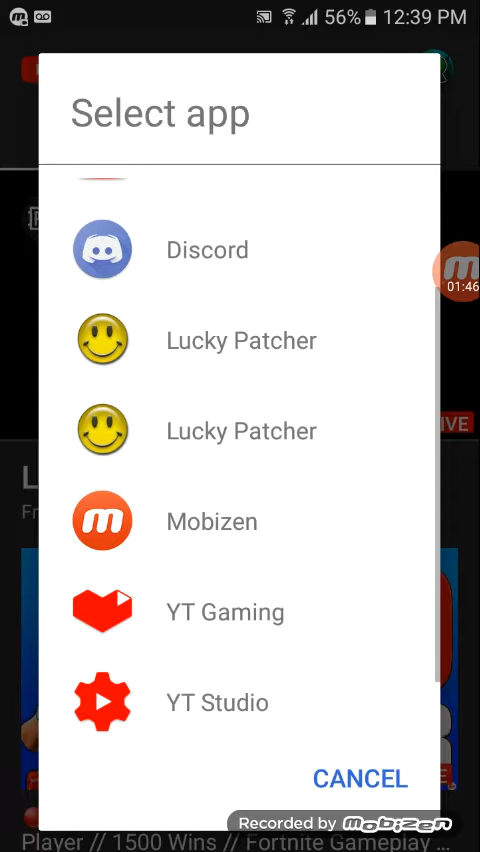 56% 12:39 PM
Select app
Discord
01:46
Lucky Patcher
Lucky Patcher
Mobizen
YT Gaming
YT Studio
CANCEL
Recorded by mobizen
Player // 1500 Wins // Fortnite Gameplay ...